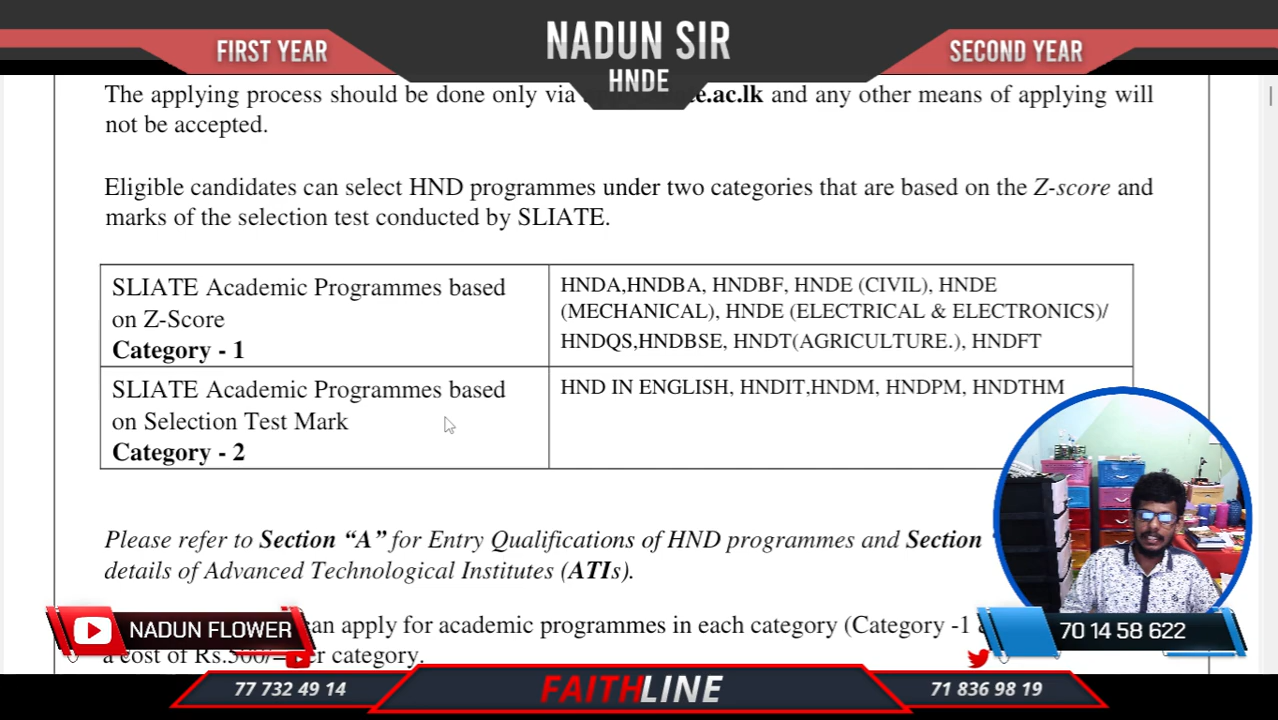 FIRST YEAR
NADUN SIR
HNDE
SECOND YEAR
The applying process should be done only via e.ac.lk and any other means of applying will
not be accepted.
Eligible candidates can select HND programmes under two categories that are based on the Z-score and
marks of the selection test conducted by SLIATE.
SLIATE Academic Programmes based
on Z-Score
Category - 1
HNDA,HNDBA, HNDBF, HNDE (CIVIL), HNDE
(MECHANICAL), HNDE (ELECTRICAL & ELECTRONICS)/
HNDQS,HNDBSE, HNDT(AGRICULTURE.), HNDFT
SLIATE Academic Programmes based
on Selection Test Mark
Category - 2
HND IN ENGLISH, HNDIT,HNDM, HNDPM, HNDTHM
Please refer to Section “A” for Entry Qualifications of HND programmes and Section
details of Advanced Technological Institutes (ATIs).
can apply for academic programmes in each category (Category -1
a cost of Rs.500/= per category.
NADUN FLOWER
70 14 58 622
77 732 49 14
FAITHLINE
71 836 98 19